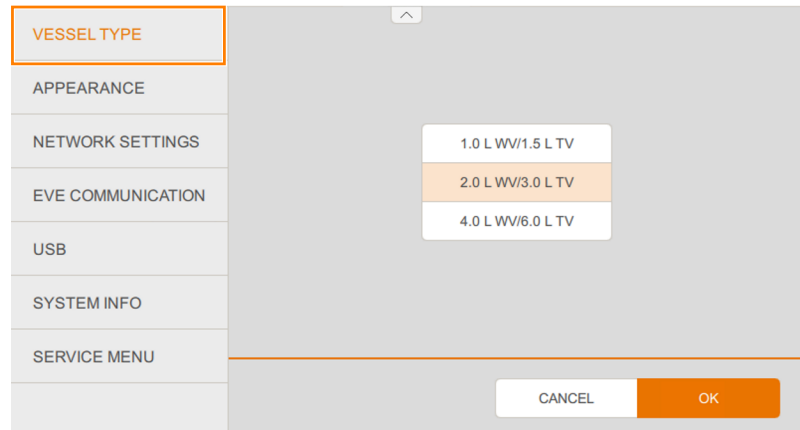 VESSEL TYPE
APPEARANCE
NETWORK SETTINGS
EVE COMMUNICATION
USB
SYSTEM INFO
SERVICE MENU
1.0 L WV/1.5 L TV
2.0 L WV/3.0 L TV
4.0 L WV/6.0 L TV
CANCEL
OK